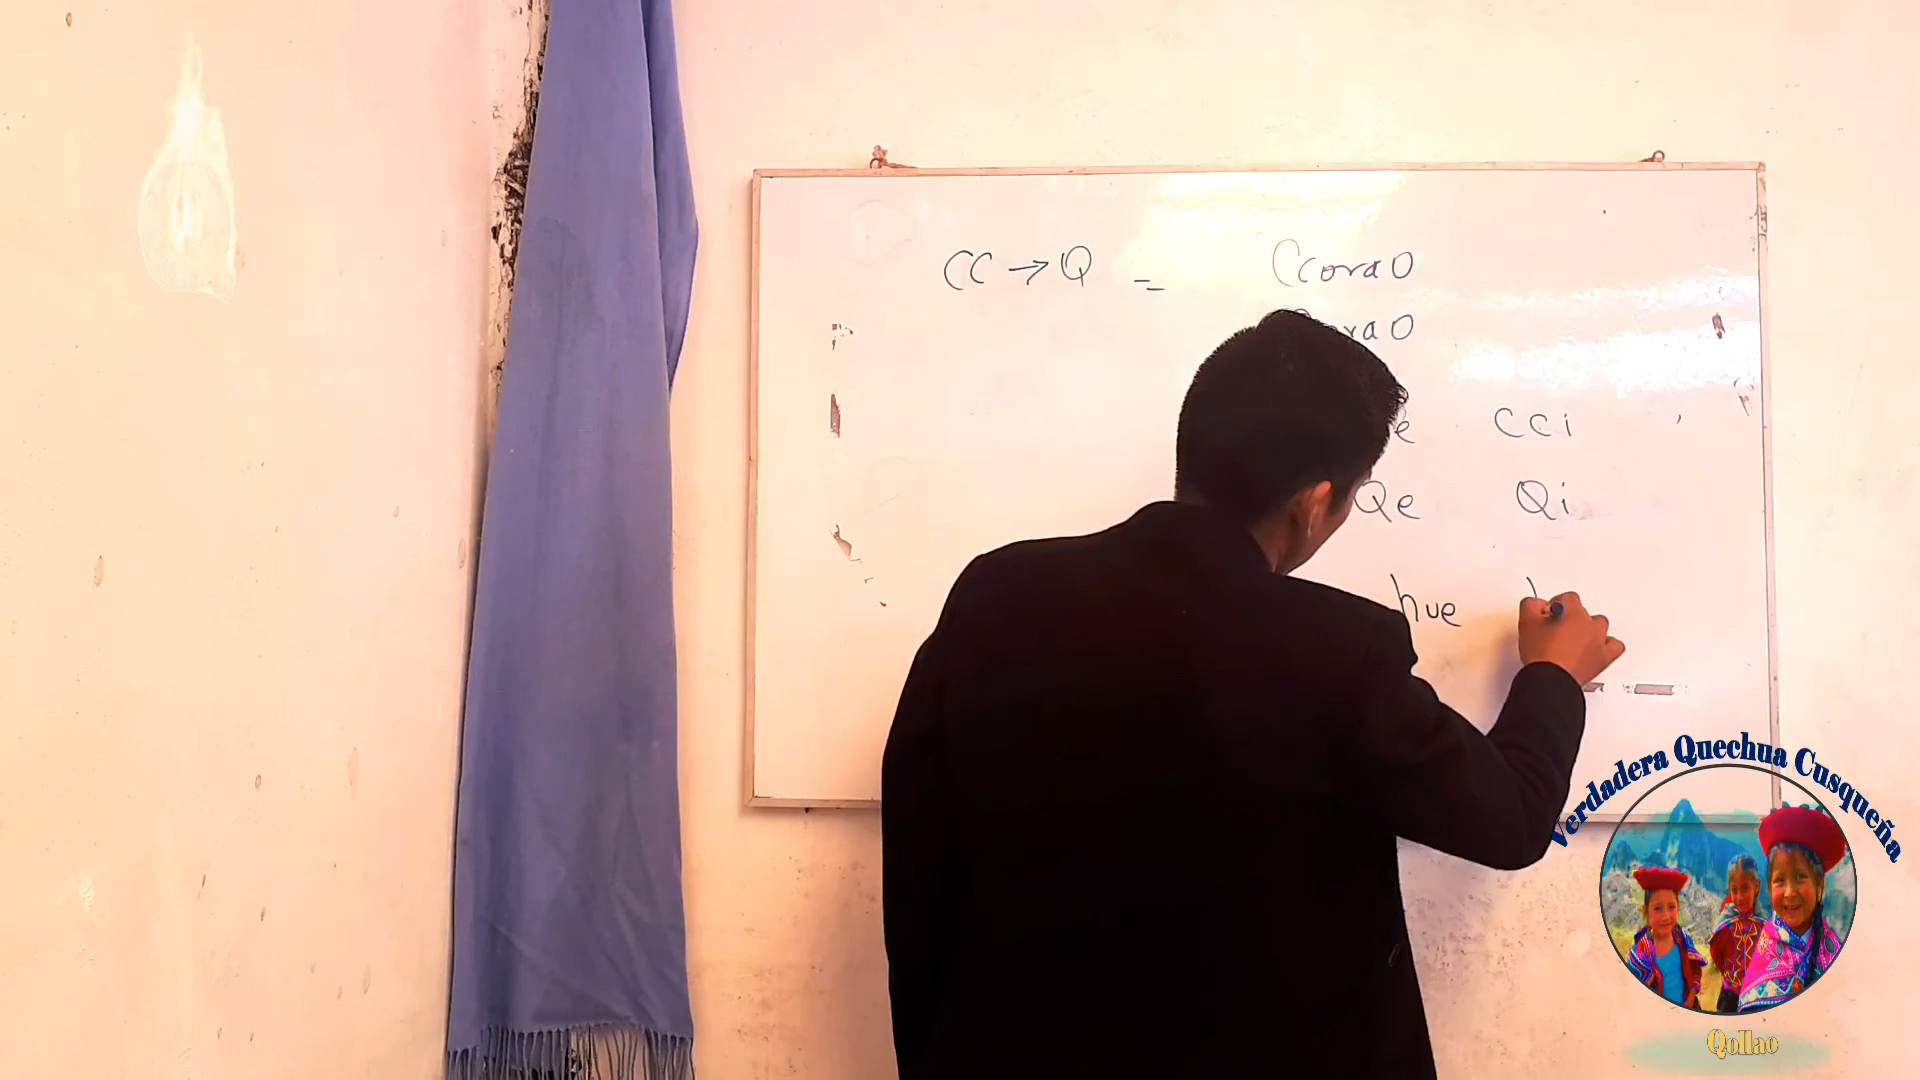 CC → Q = Ccorao
rao
e cci
Qe Qi
hue
Verdadera Quechua Cusqueña
Qollao